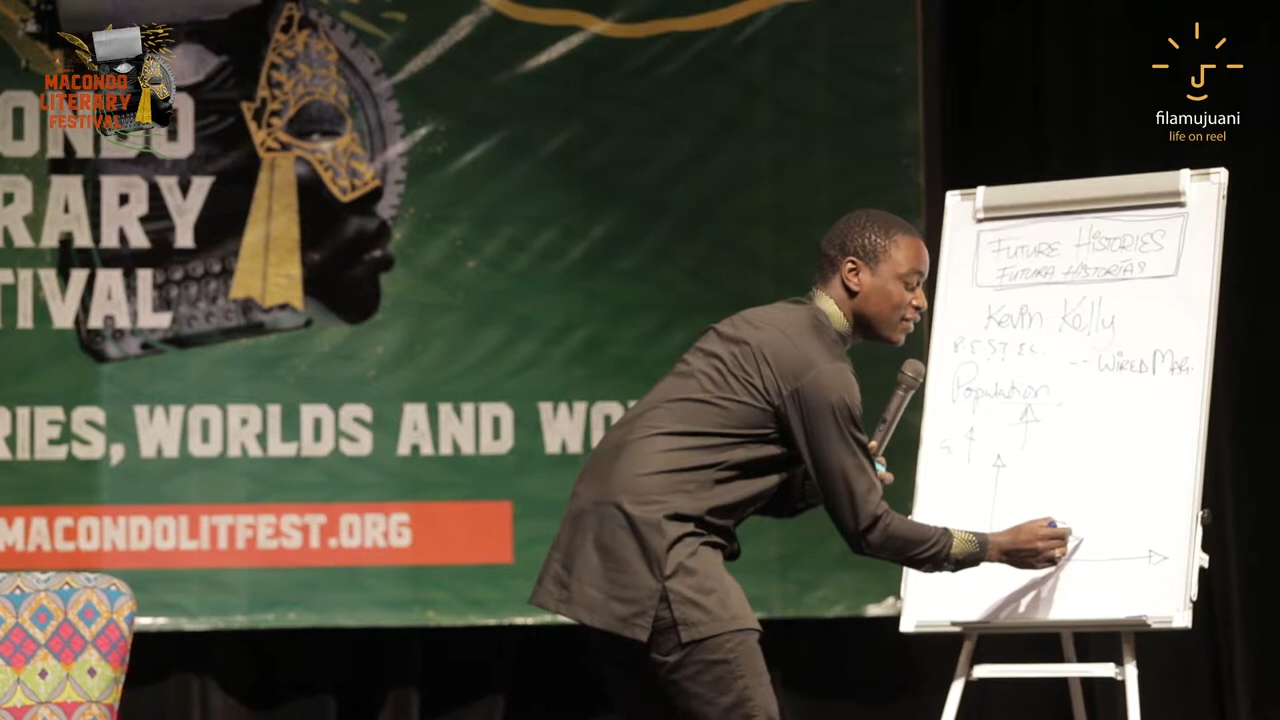 MACONDO
LITERARY
FESTIVAL
ONDO
RARY
TIVAL
RIES, WORLDS AND WO
MACONDOLITFEST.ORG
filamujuani
life on reel
FUTURE HISTORIES
FUTURA HISTORIAS
Kevin Kelly
P.E.S.T.E.L.
-- WIRED MAG.
Population